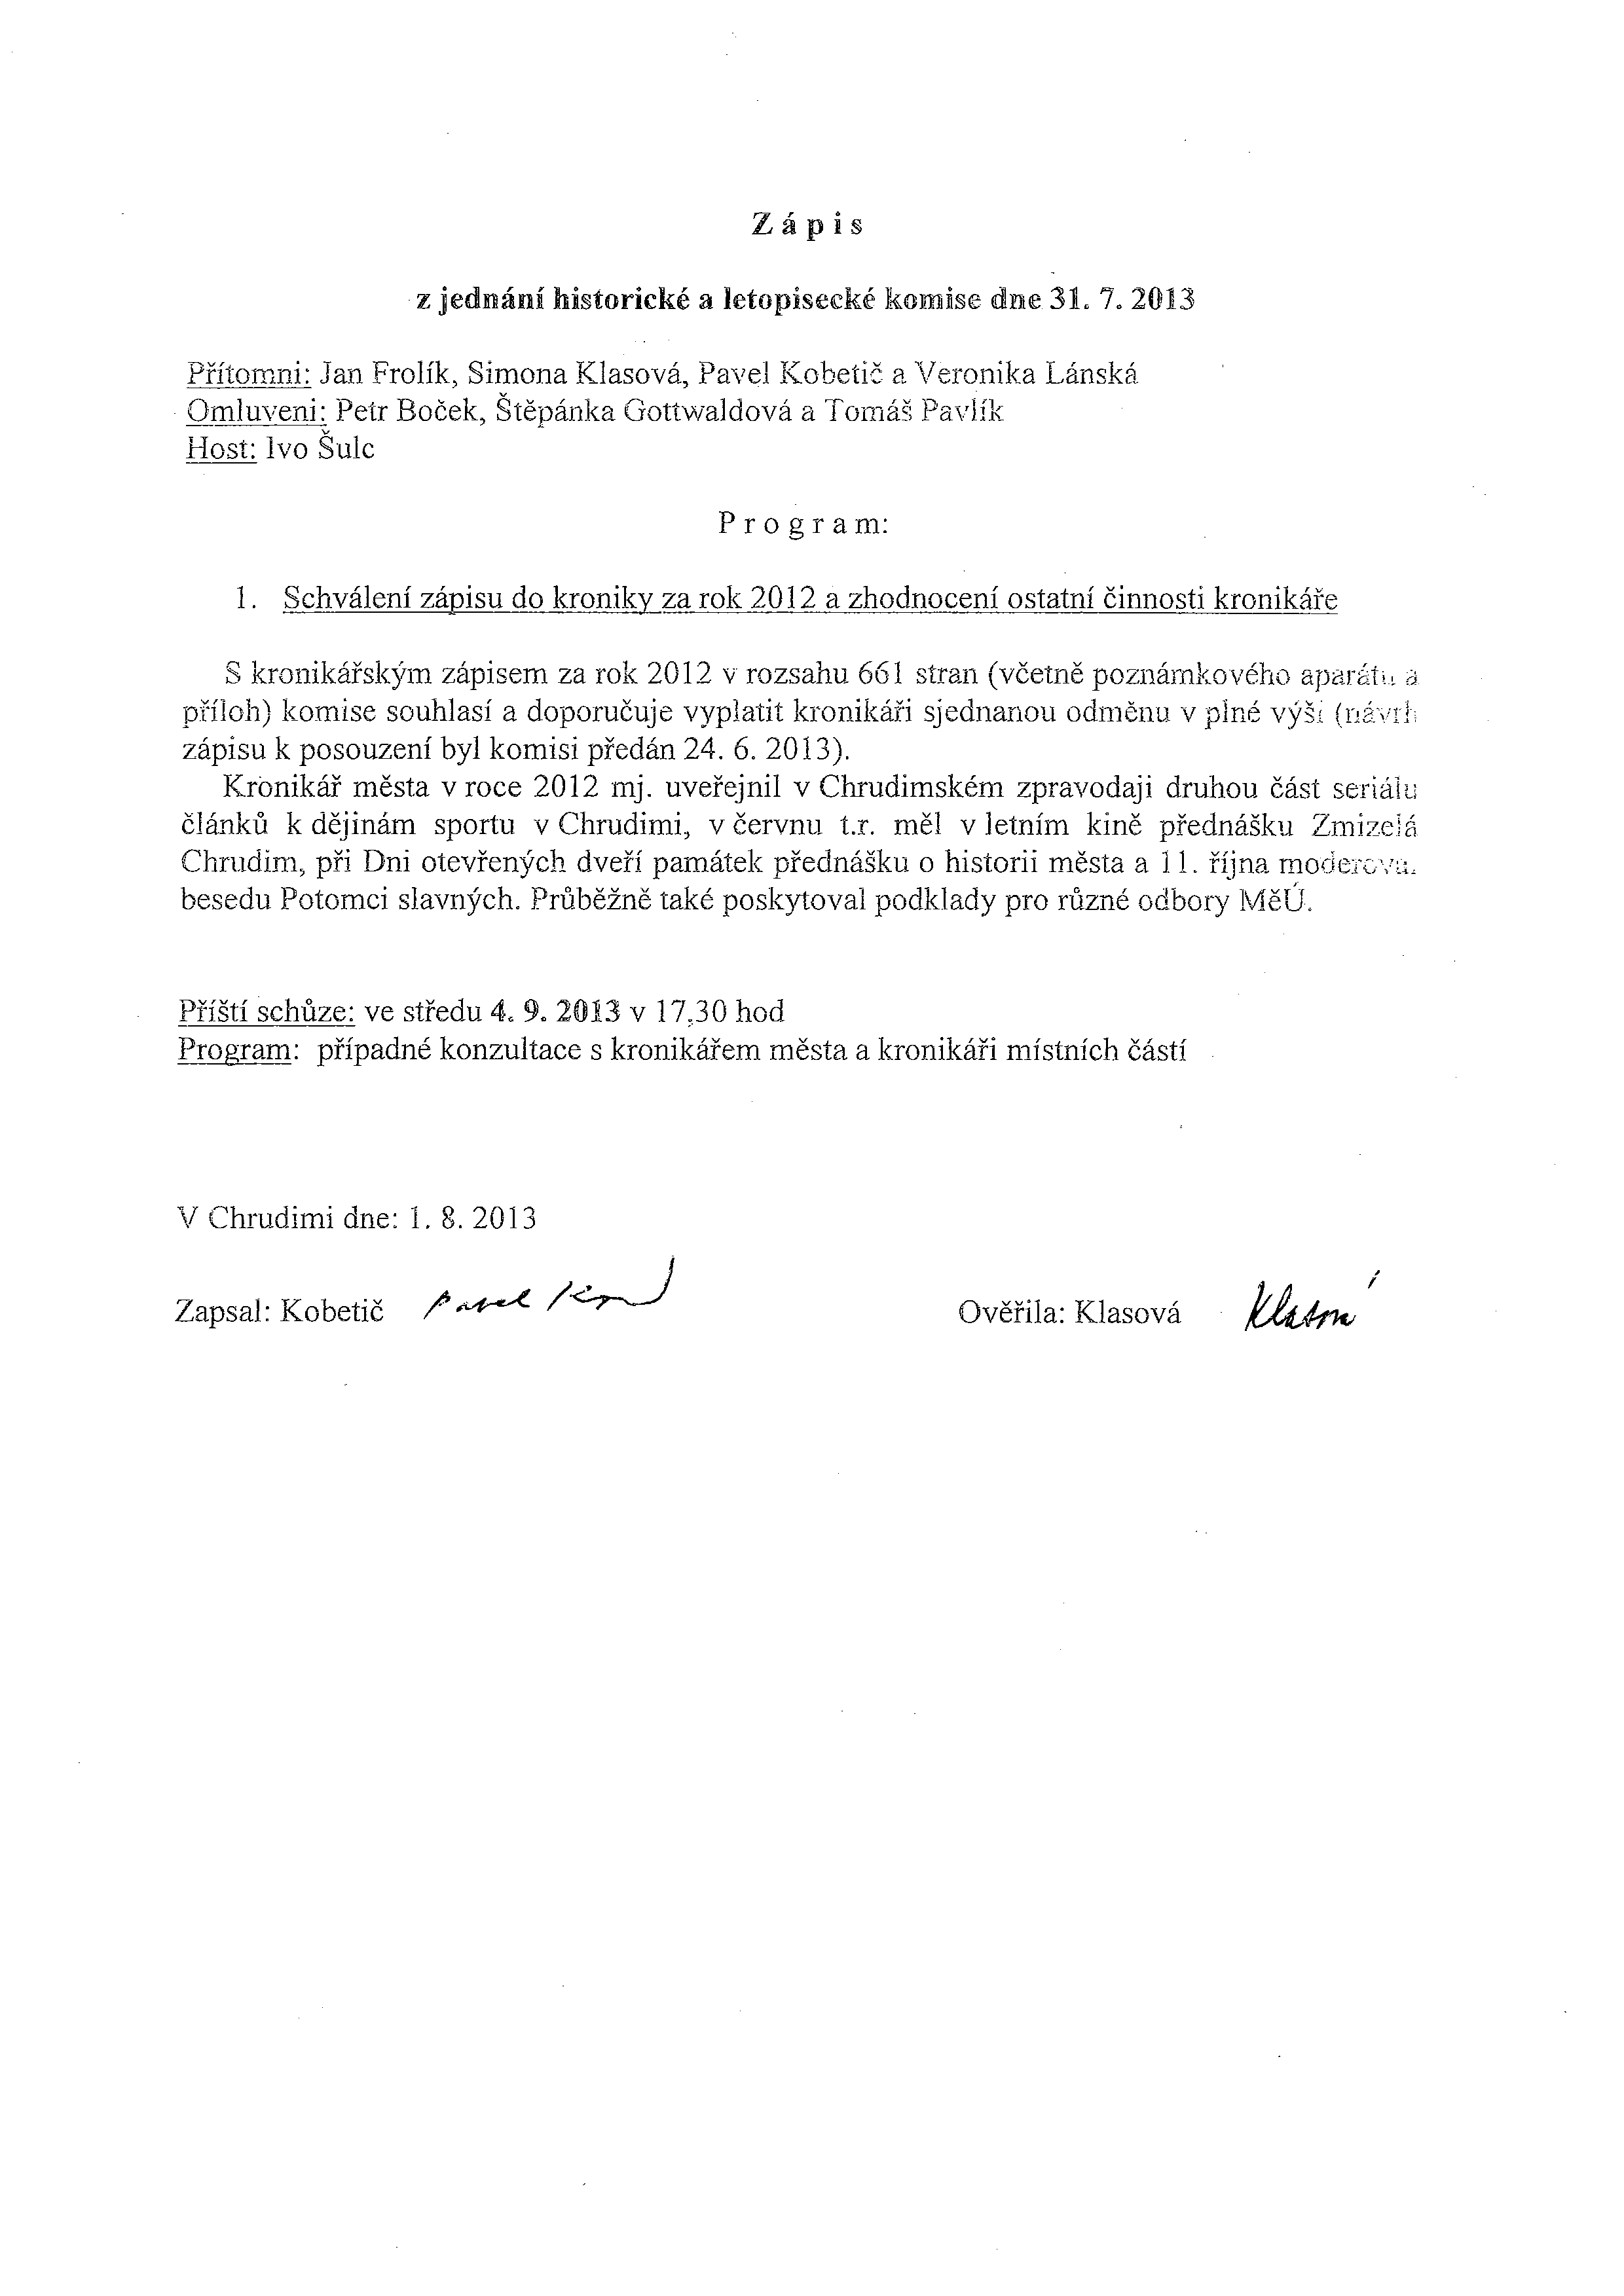 Zápis
z jednání historické a letopisecké komise dne 31. 7. 2013
Přítomni: Jan Frolík, Simona Klasová, Pavel Kobetič a Veronika Lánská
Omluveni: Petr Boček, Štěpánka Gottwaldová a Tomáš Pavlík
Host: Ivo Šulc
Program:
1. Schválení zápisu do kroniky za rok 2012 a zhodnocení ostatní činnosti kronikáře
S kronikářským zápisem za rok 2012 v rozsahu 661 stran (včetně poznámkového aparátu a
příloh) komise souhlasí a doporučuje vyplatit kronikáři sjednanou odměnu v plné výši (návrh
zápisu k posouzení byl komisi předán 24. 6. 2013).
Kronikář města v roce 2012 mj. uveřejnil v Chrudimském zpravodaji druhou část seriálu
článků k dějinám sportu v Chrudimi, v červnu t.r. měl v letním kině přednášku Zmizelá
Chrudim, při Dni otevřených dveří památek přednášku o historii města a 11. října moderoval
besedu Potomci slavných. Průběžně také poskytoval podklady pro různé odbory MěÚ.
Příští schůze: ve středu 4. 9. 2013 v 17.30 hod
Program: případné konzultace s kronikářem města a kronikáři místních částí
V Chrudimi dne: 1. 8. 2013
Zapsal: Kobetič Pavel
Ověřila: Klasová